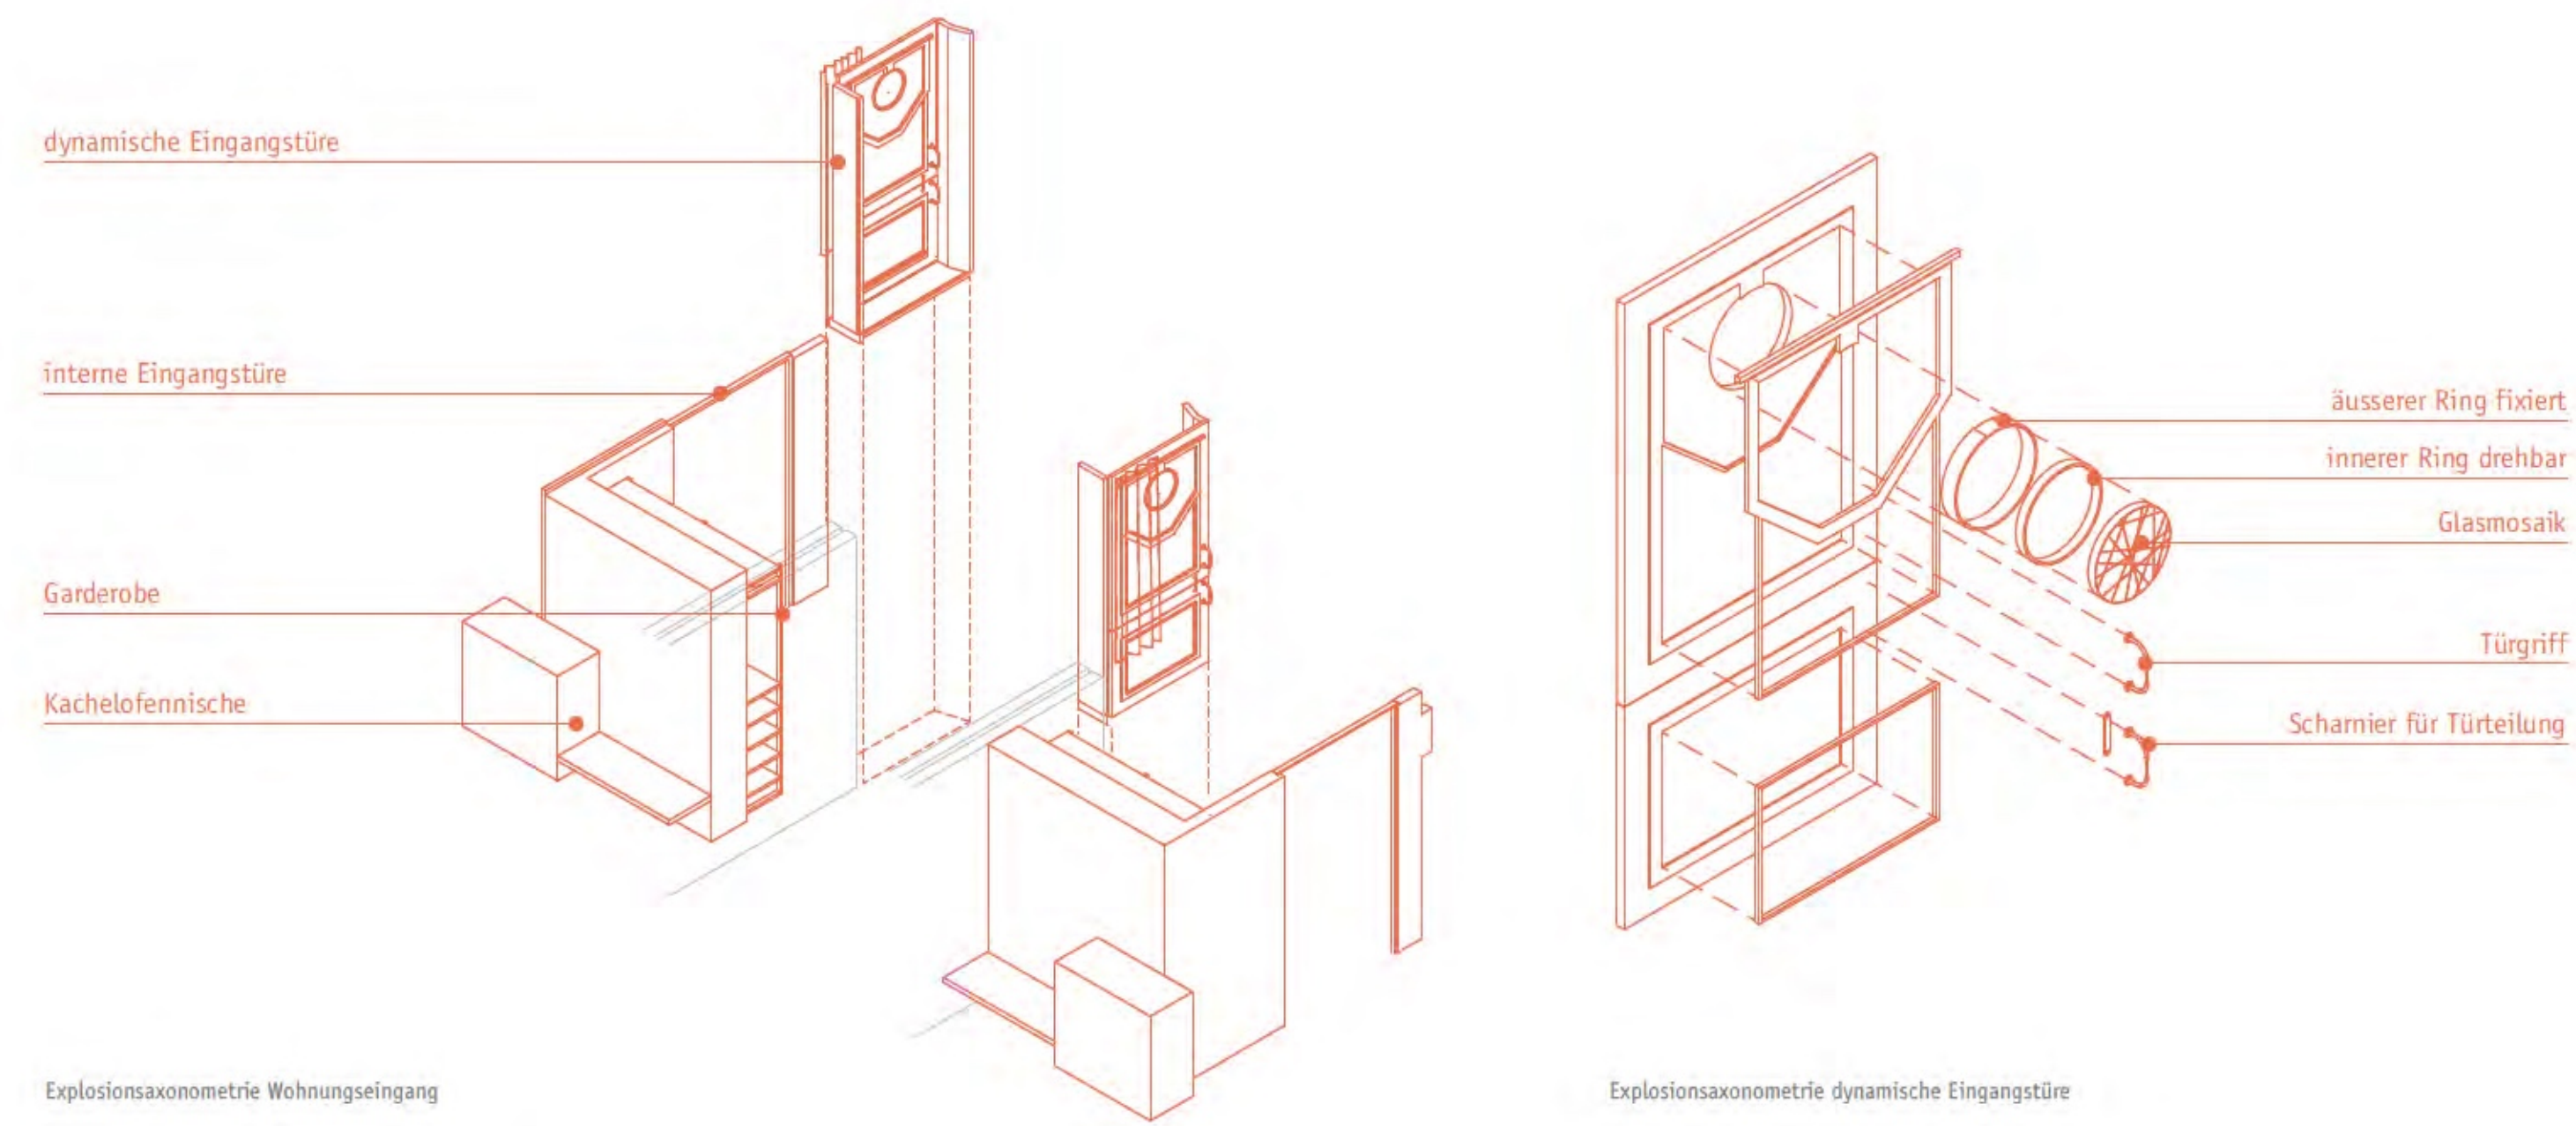 dynamische Eingangstüre
interne Eingangstüre
Garderobe
Kachelofennische
Explosionsaxonometrie Wohnungseingang
äusserer Ring fixiert
innerer Ring drehbar
Glasmosaik
Türgriff
Scharnier für Türteilung
Explosionsaxonometrie dynamische Eingangstüre